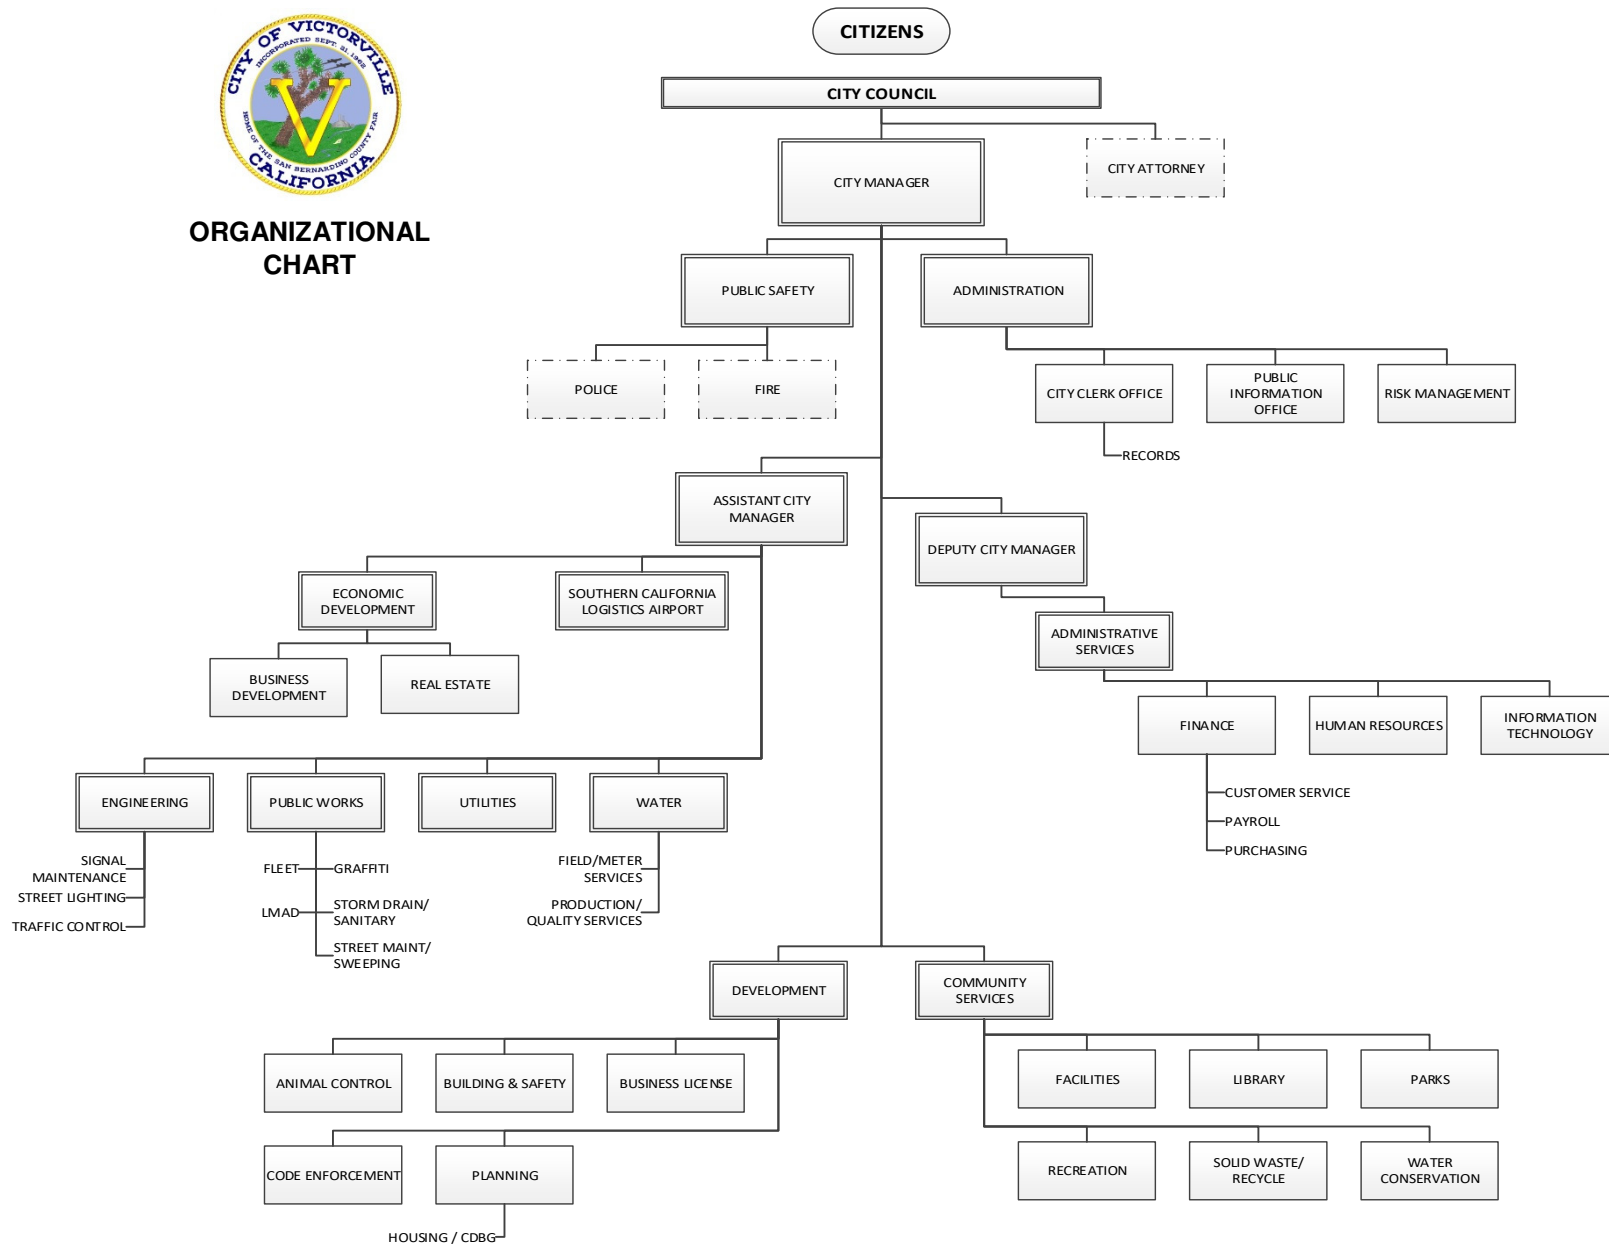 CITY OF VICTORVILLE
INCORPORATED SEPT. 21, 1962
HOME OF THE SAN BERNARDINO COUNTY FAIR
CALIFORNIA
V
ORGANIZATIONAL
CHART
CITIZENS
CITY COUNCIL
CITY MANAGER
CITY ATTORNEY
PUBLIC SAFETY
ADMINISTRATION
POLICE
FIRE
CITY CLERK OFFICE
PUBLIC
INFORMATION
OFFICE
RISK MANAGEMENT
RECORDS
ASSISTANT CITY
MANAGER
DEPUTY CITY MANAGER
ECONOMIC
DEVELOPMENT
SOUTHERN CALIFORNIA
LOGISTICS AIRPORT
ADMINISTRATIVE
SERVICES
BUSINESS
DEVELOPMENT
REAL ESTATE
FINANCE
HUMAN RESOURCES
INFORMATION
TECHNOLOGY
CUSTOMER SERVICE
PAYROLL
PURCHASING
ENGINEERING
PUBLIC WORKS
UTILITIES
WATER
SIGNAL
MAINTENANCE
STREET LIGHTING
TRAFFIC CONTROL
FLEET
GRAFFITI
LMAD
STORM DRAIN/
SANITARY
STREET MAINT/
SWEEPING
FIELD/METER
SERVICES
PRODUCTION/
QUALITY SERVICES
DEVELOPMENT
COMMUNITY
SERVICES
ANIMAL CONTROL
BUILDING & SAFETY
BUSINESS LICENSE
CODE ENFORCEMENT
PLANNING
HOUSING / CDBG
FACILITIES
LIBRARY
PARKS
RECREATION
SOLID WASTE/
RECYCLE
WATER
CONSERVATION